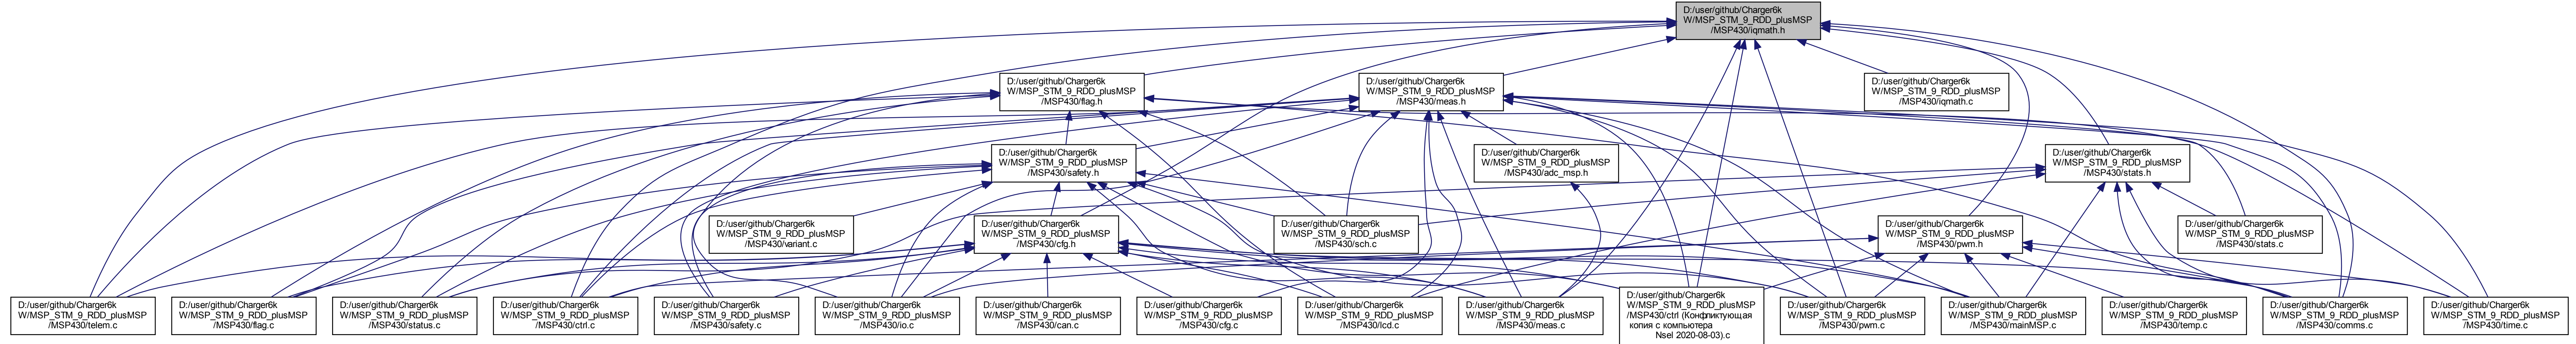 D:/user/github/Charger6k
W/MSP_STM_9_RDD_plusMSP
/MSP430/iqmath.h
D:/user/github/Charger6k
W/MSP_STM_9_RDD_plusMSP
/MSP430/flag.h
D:/user/github/Charger6k
W/MSP_STM_9_RDD_plusMSP
/MSP430/meas.h
D:/user/github/Charger6k
W/MSP_STM_9_RDD_plusMSP
/MSP430/iqmath.c
D:/user/github/Charger6k
W/MSP_STM_9_RDD_plusMSP
/MSP430/safety.h
D:/user/github/Charger6k
W/MSP_STM_9_RDD_plusMSP
/MSP430/adc_msp.h
D:/user/github/Charger6k
W/MSP_STM_9_RDD_plusMSP
/MSP430/stats.h
D:/user/github/Charger6k
W/MSP_STM_9_RDD_plusMSP
/MSP430/variant.c
D:/user/github/Charger6k
W/MSP_STM_9_RDD_plusMSP
/MSP430/cfg.h
D:/user/github/Charger6k
W/MSP_STM_9_RDD_plusMSP
/MSP430/sch.c
D:/user/github/Charger6k
W/MSP_STM_9_RDD_plusMSP
/MSP430/pwm.h
D:/user/github/Charger6k
W/MSP_STM_9_RDD_plusMSP
/MSP430/stats.c
D:/user/github/Charger6k
W/MSP_STM_9_RDD_plusMSP
/MSP430/telem.c
D:/user/github/Charger6k
W/MSP_STM_9_RDD_plusMSP
/MSP430/flag.c
D:/user/github/Charger6k
W/MSP_STM_9_RDD_plusMSP
/MSP430/status.c
D:/user/github/Charger6k
W/MSP_STM_9_RDD_plusMSP
/MSP430/ctrl.c
D:/user/github/Charger6k
W/MSP_STM_9_RDD_plusMSP
/MSP430/safety.c
D:/user/github/Charger6k
W/MSP_STM_9_RDD_plusMSP
/MSP430/io.c
D:/user/github/Charger6k
W/MSP_STM_9_RDD_plusMSP
/MSP430/can.c
D:/user/github/Charger6k
W/MSP_STM_9_RDD_plusMSP
/MSP430/cfg.c
D:/user/github/Charger6k
W/MSP_STM_9_RDD_plusMSP
/MSP430/lcd.c
D:/user/github/Charger6k
W/MSP_STM_9_RDD_plusMSP
/MSP430/meas.c
D:/user/github/Charger6k
W/MSP_STM_9_RDD_plusMSP
/MSP430/ctrl (Конфликтующая
копия с компьютера
Nsel 2020-08-03).c
D:/user/github/Charger6k
W/MSP_STM_9_RDD_plusMSP
/MSP430/pwm.c
D:/user/github/Charger6k
W/MSP_STM_9_RDD_plusMSP
/MSP430/mainMSP.c
D:/user/github/Charger6k
W/MSP_STM_9_RDD_plusMSP
/MSP430/temp.c
D:/user/github/Charger6k
W/MSP_STM_9_RDD_plusMSP
/MSP430/comms.c
D:/user/github/Charger6k
W/MSP_STM_9_RDD_plusMSP
/MSP430/time.c